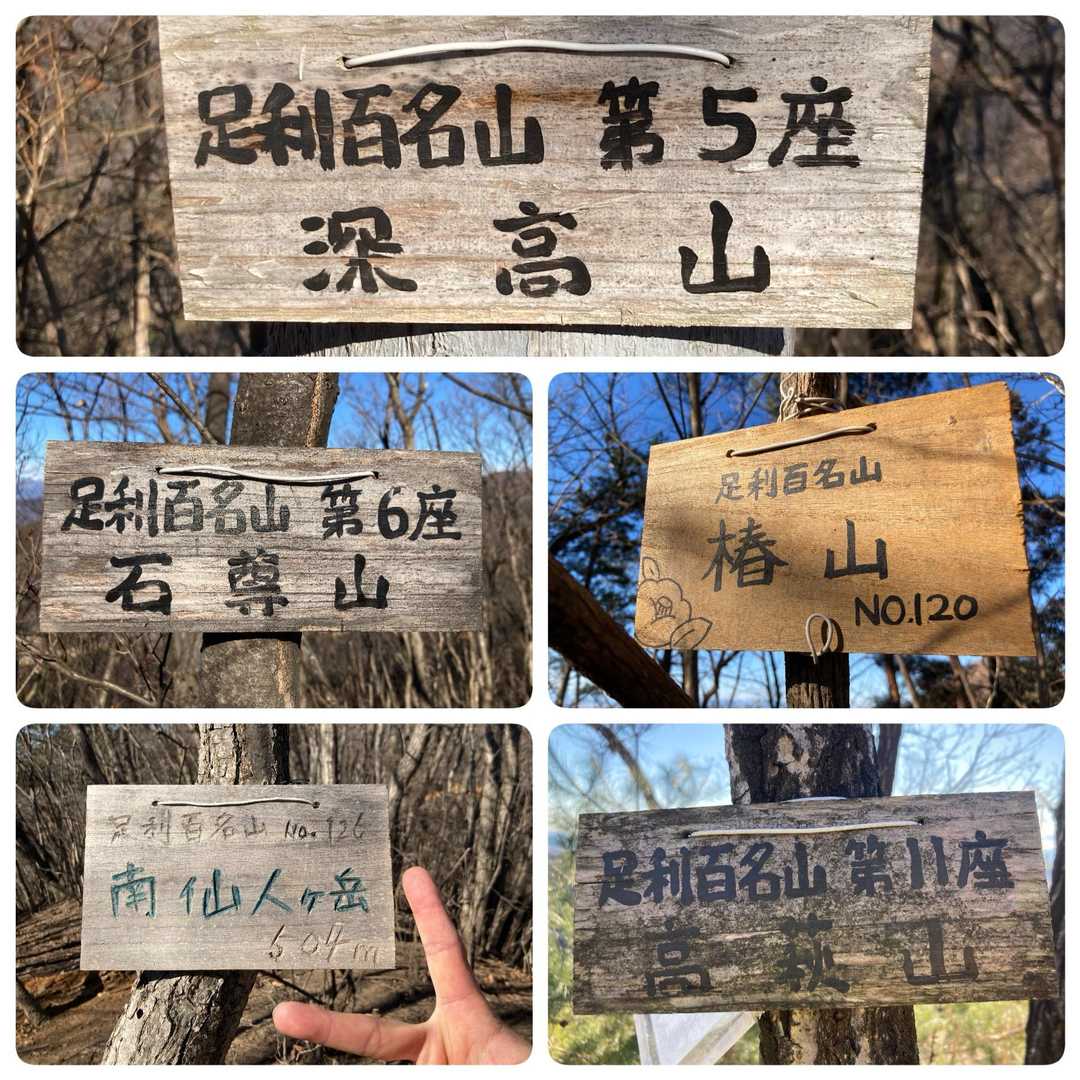 足利百名山 第5座
深高山
足利百名山 第6座
石尊山
足利百名山
椿山
NO.120
足利百名山 No.126
南仙人ヶ岳
504m
足利百名山 第11座
高萩山